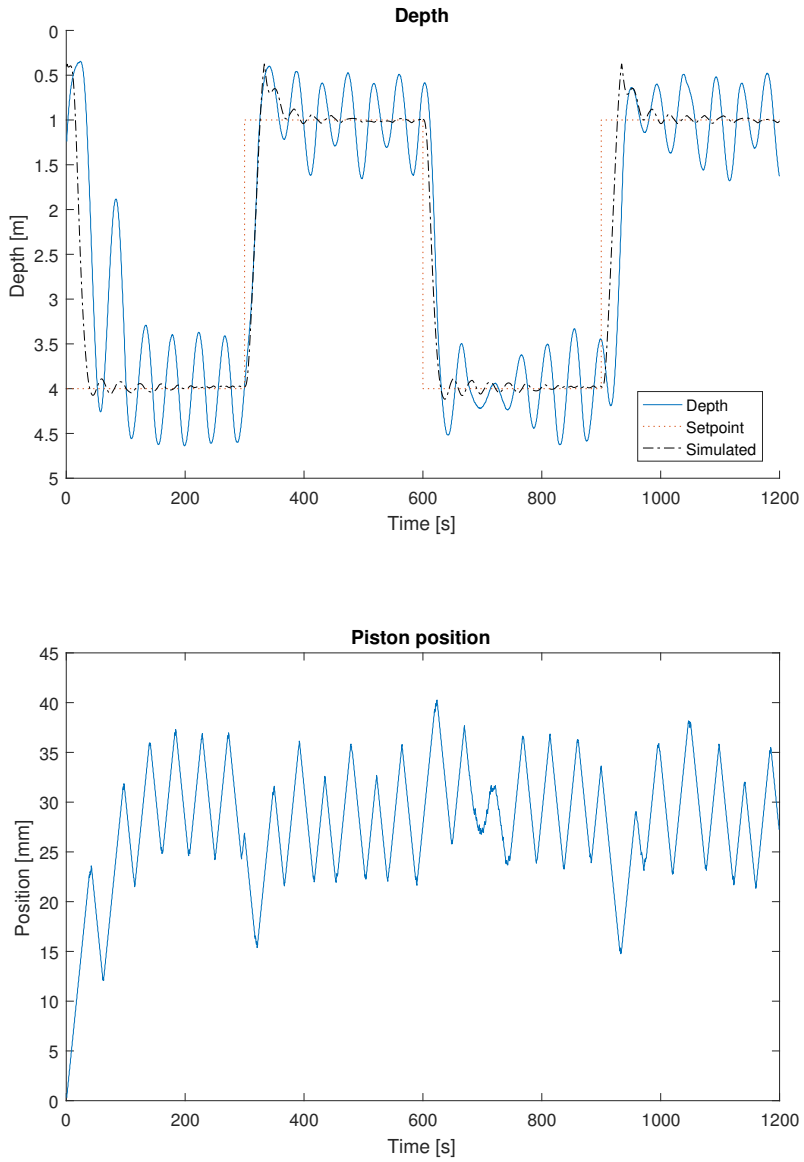 Depth
0
0.5
1
1.5
2
2.5
3
3.5
4
4.5
5
Depth [m]
Depth
Setpoint
Simulated
0 200 400 600 800 1000 1200
Time [s]
Piston position
45
40
35
30
25
20
15
10
5
0
Position [mm]
0 200 400 600 800 1000 1200
Time [s]